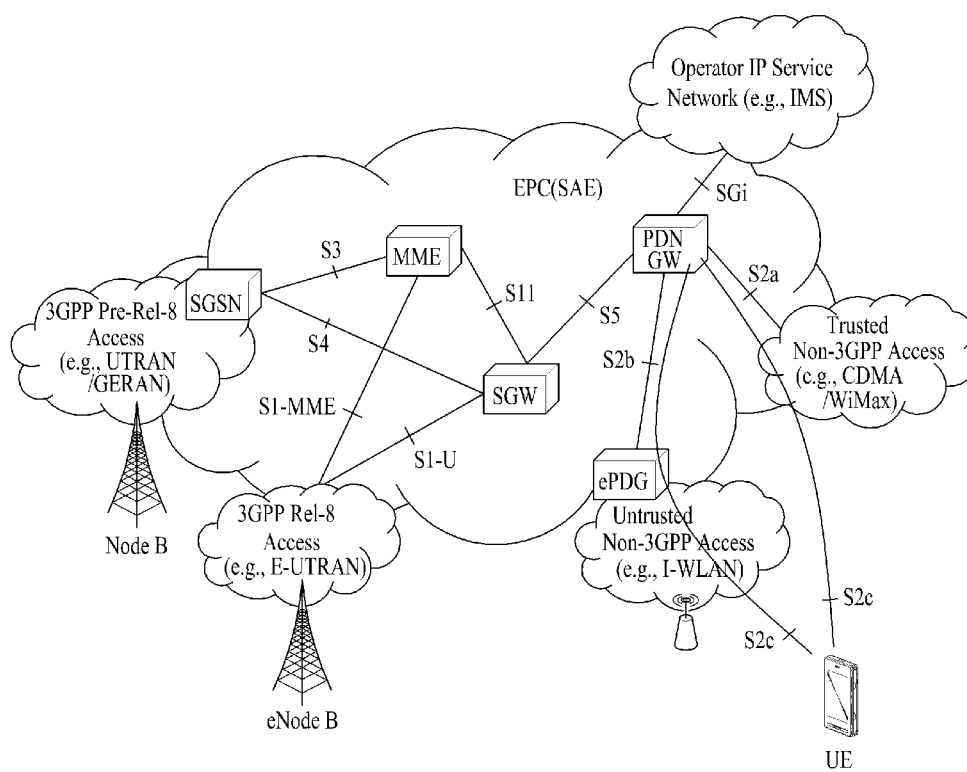 Operator IP Service
Network (e.g., IMS)
SGi
EPC(SAE)
MME
PDN
GW
S3
S2a
SGSN
S11
S5
3GPP Pre-Rel-8
Access
(e.g., UTRAN
/GERAN)
S4
S2b
Trusted
Non-3GPP Access
(e.g., CDMA
/WiMax)
SGW
S1-MME
S1-U
ePDG
3GPP Rel-8
Access
(e.g., E-UTRAN)
Untrusted
Non-3GPP Access
(e.g., I-WLAN)
Node B
S2c
S2c
eNode B
UE